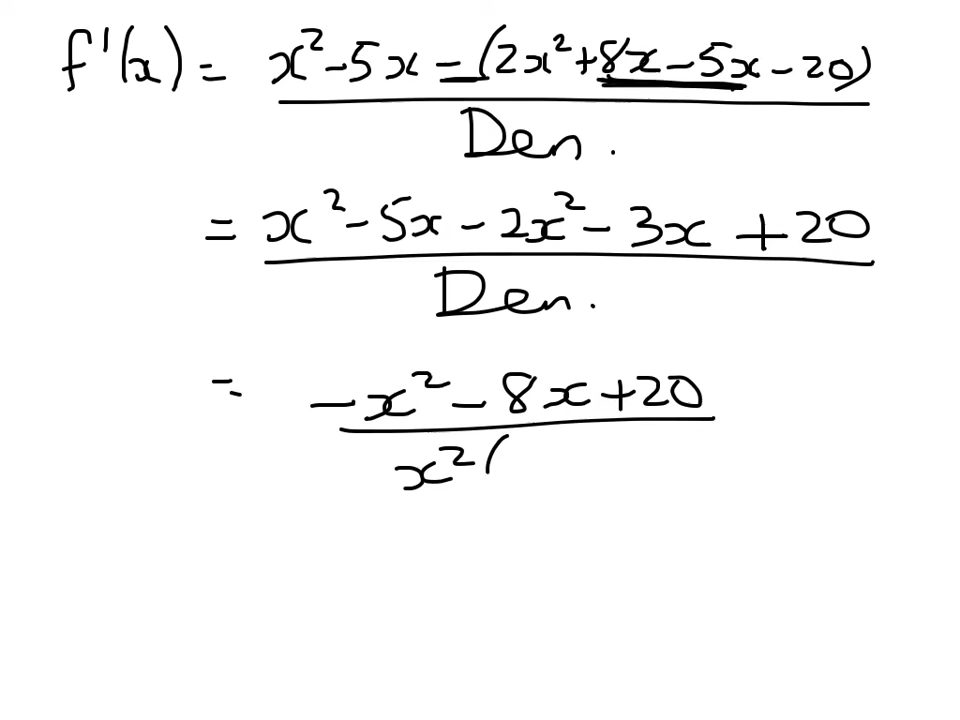 f'(x) = x² - 5x - (2x² + 8x - 5x - 20)
Den.
= x² - 5x - 2x² - 3x + 20
Den.
= -x² - 8x + 20
x² (